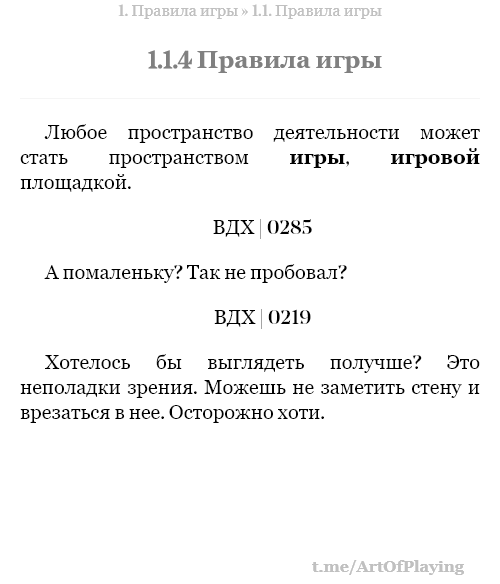 1. Правила игры » 1.1. Правила игры
1.1.4 Правила игры
Любое пространство деятельности может
стать пространством игры, игровой
площадкой.
ВДХ | 0285
А помаленьку? Так не пробовал?
ВДХ | 0219
Хотелось бы выглядеть получше? Это
неполадки зрения. Можешь не заметить стену и
врезаться в нее. Осторожно хоти.
t.me/ArtOfPlaying